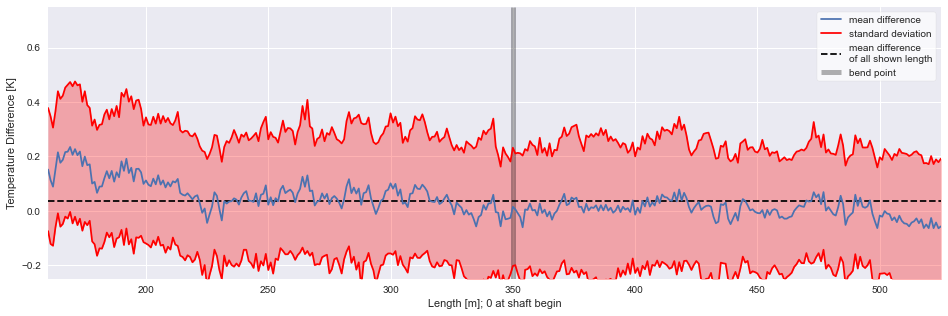 mean difference
standard deviation
mean difference
of all shown length
bend point
Temperature Difference [K]
0.6
0.4
0.2
0.0
−0.2
200
250
300
350
400
450
500
Length [m]; 0 at shaft begin